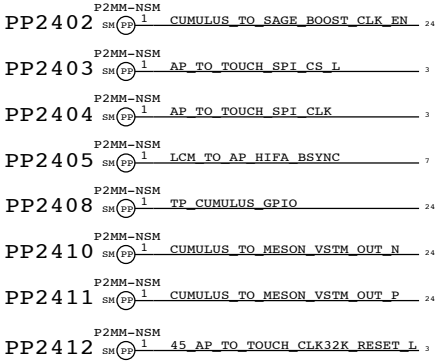 P2MM-NSM
PP2402 SM PP 1 CUMULUS_TO_SAGE_BOOST_CLK_EN 24
P2MM-NSM
PP2403 SM PP 1 AP_TO_TOUCH_SPI_CS_L 3
P2MM-NSM
PP2404 SM PP 1 AP_TO_TOUCH_SPI_CLK 3
P2MM-NSM
PP2405 SM PP 1 LCM_TO_AP_HIFA_BSYNC 7
P2MM-NSM
PP2408 SM PP 1 TP_CUMULUS_GPIO 24
P2MM-NSM
PP2410 SM PP 1 CUMULUS_TO_MESON_VSTM_OUT_N 24
P2MM-NSM
PP2411 SM PP 1 CUMULUS_TO_MESON_VSTM_OUT_P 24
P2MM-NSM
PP2412 SM PP 1 45_AP_TO_TOUCH_CLK32K_RESET_L 3